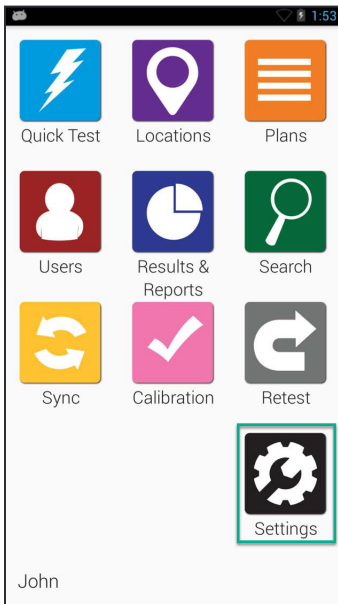 1:53
Quick Test
Locations
Plans
Users
Results &
Reports
Search
Sync
Calibration
Retest
Settings
John